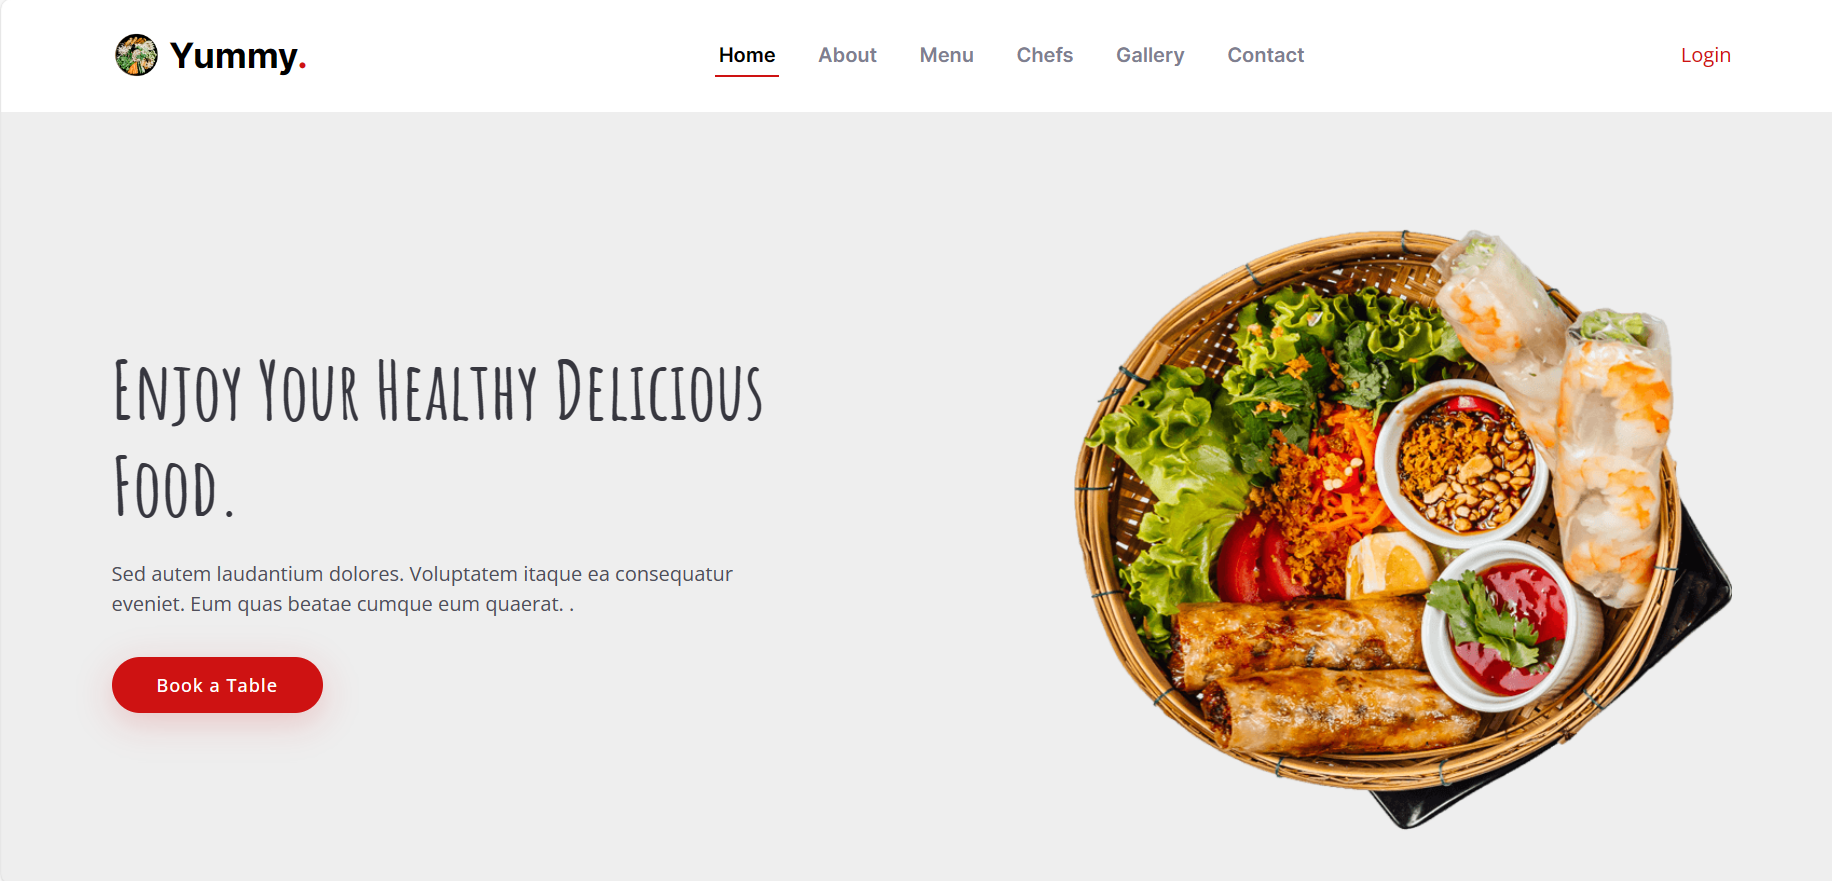 Yummy.
Home About Menu Chefs Gallery Contact
Login
Enjoy Your Healthy Delicious
Food.
Sed autem laudantium dolores. Voluptatem itaque ea consequatur
eveniet. Eum quas beatae cumque eum quaerat. .
Book a Table